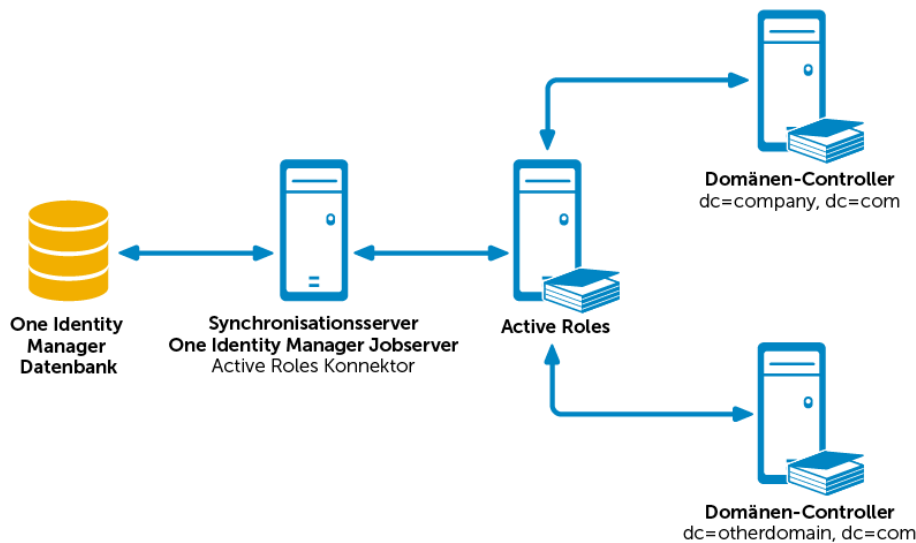 One Identity
Manager
Datenbank
Synchronisationsserver
One Identity Manager Jobserver
Active Roles Konnektor
Active Roles
Domänen-Controller
dc=company, dc=com
Domänen-Controller
dc=otherdomain, dc=com